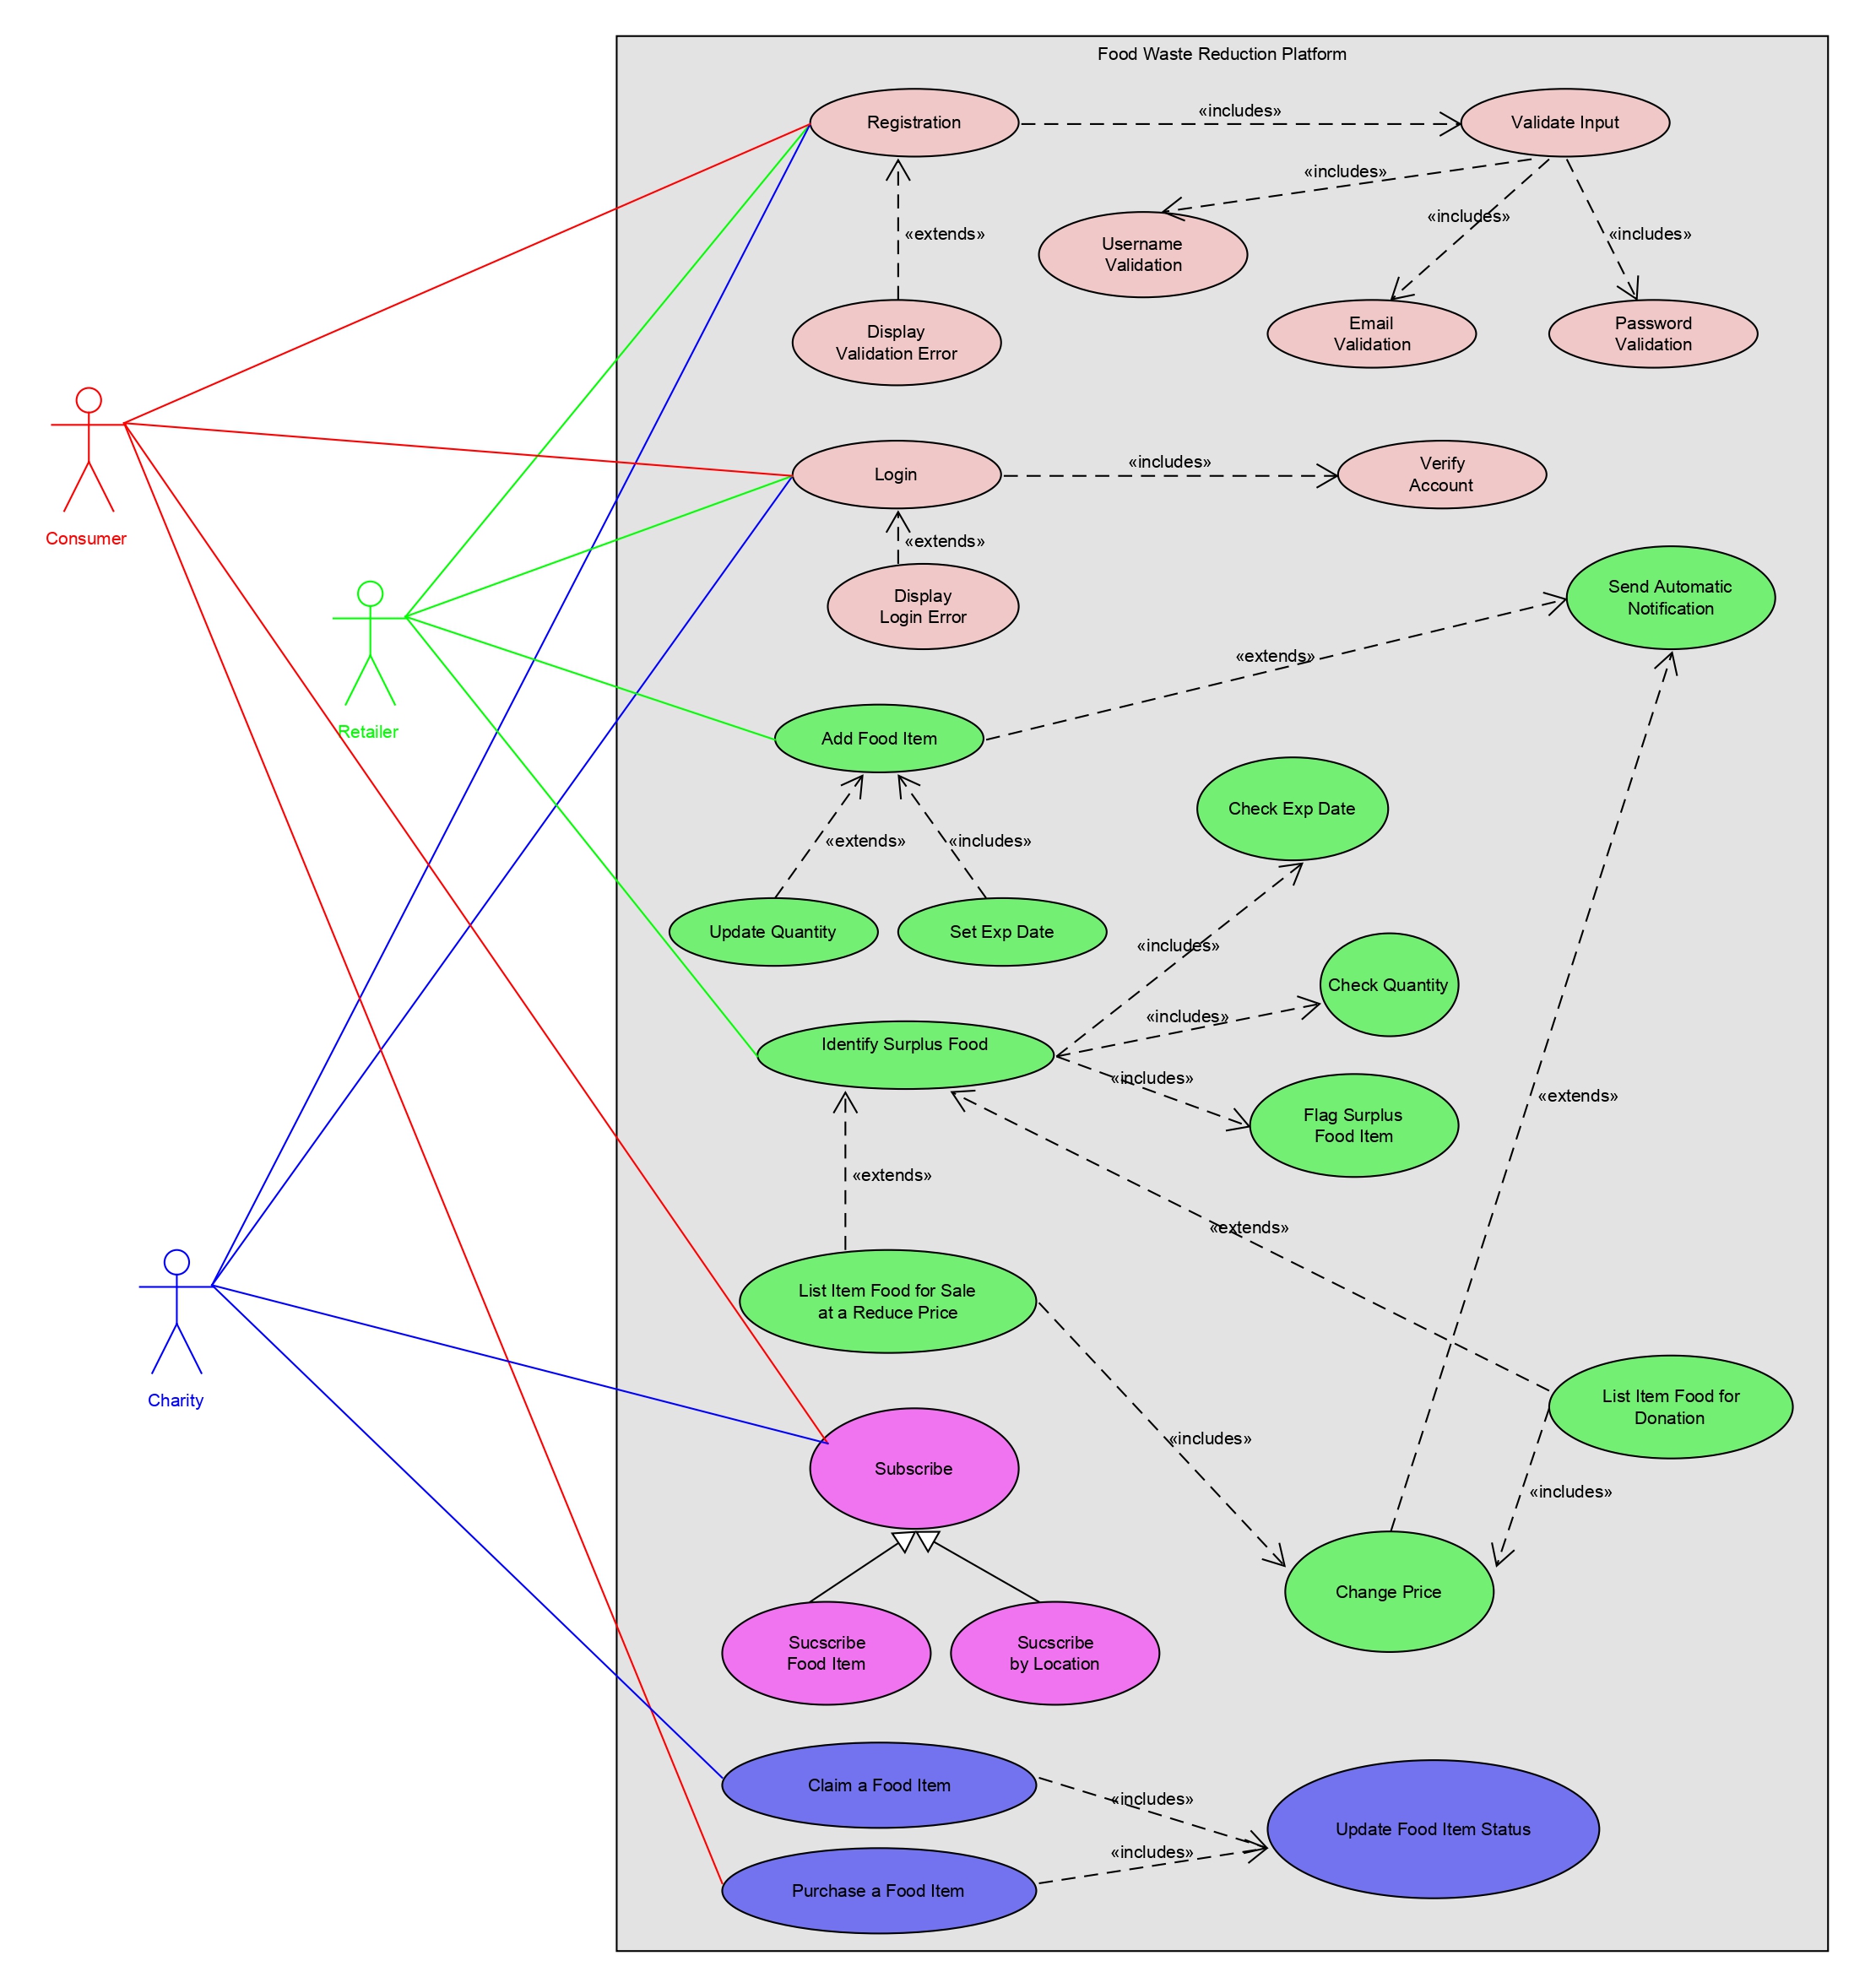 Food Waste Reduction Platform
Registration
«includes»
Validate Input
«includes»
«includes»
«includes»
«extends»
Username
Validation
Display
Validation Error
Email
Validation
Password
Validation
Consumer
Login
«includes»
Verify
Account
«extends»
Display
Login Error
Send Automatic
Notification
Retailer
«extends»
Add Food Item
Check Exp Date
«extends»
«includes»
Update Quantity
Set Exp Date
«includes»
Check Quantity
«includes»
Identify Surplus Food
«includes»
«extends»
Flag Surplus
Food Item
«extends»
«extends»
List Item Food for Sale
at a Reduce Price
Charity
List Item Food for
Donation
«includes»
Subscribe
«includes»
Change Price
Sucscribe
Food Item
Sucscribe
by Location
Claim a Food Item
«includes»
Update Food Item Status
«includes»
Purchase a Food Item